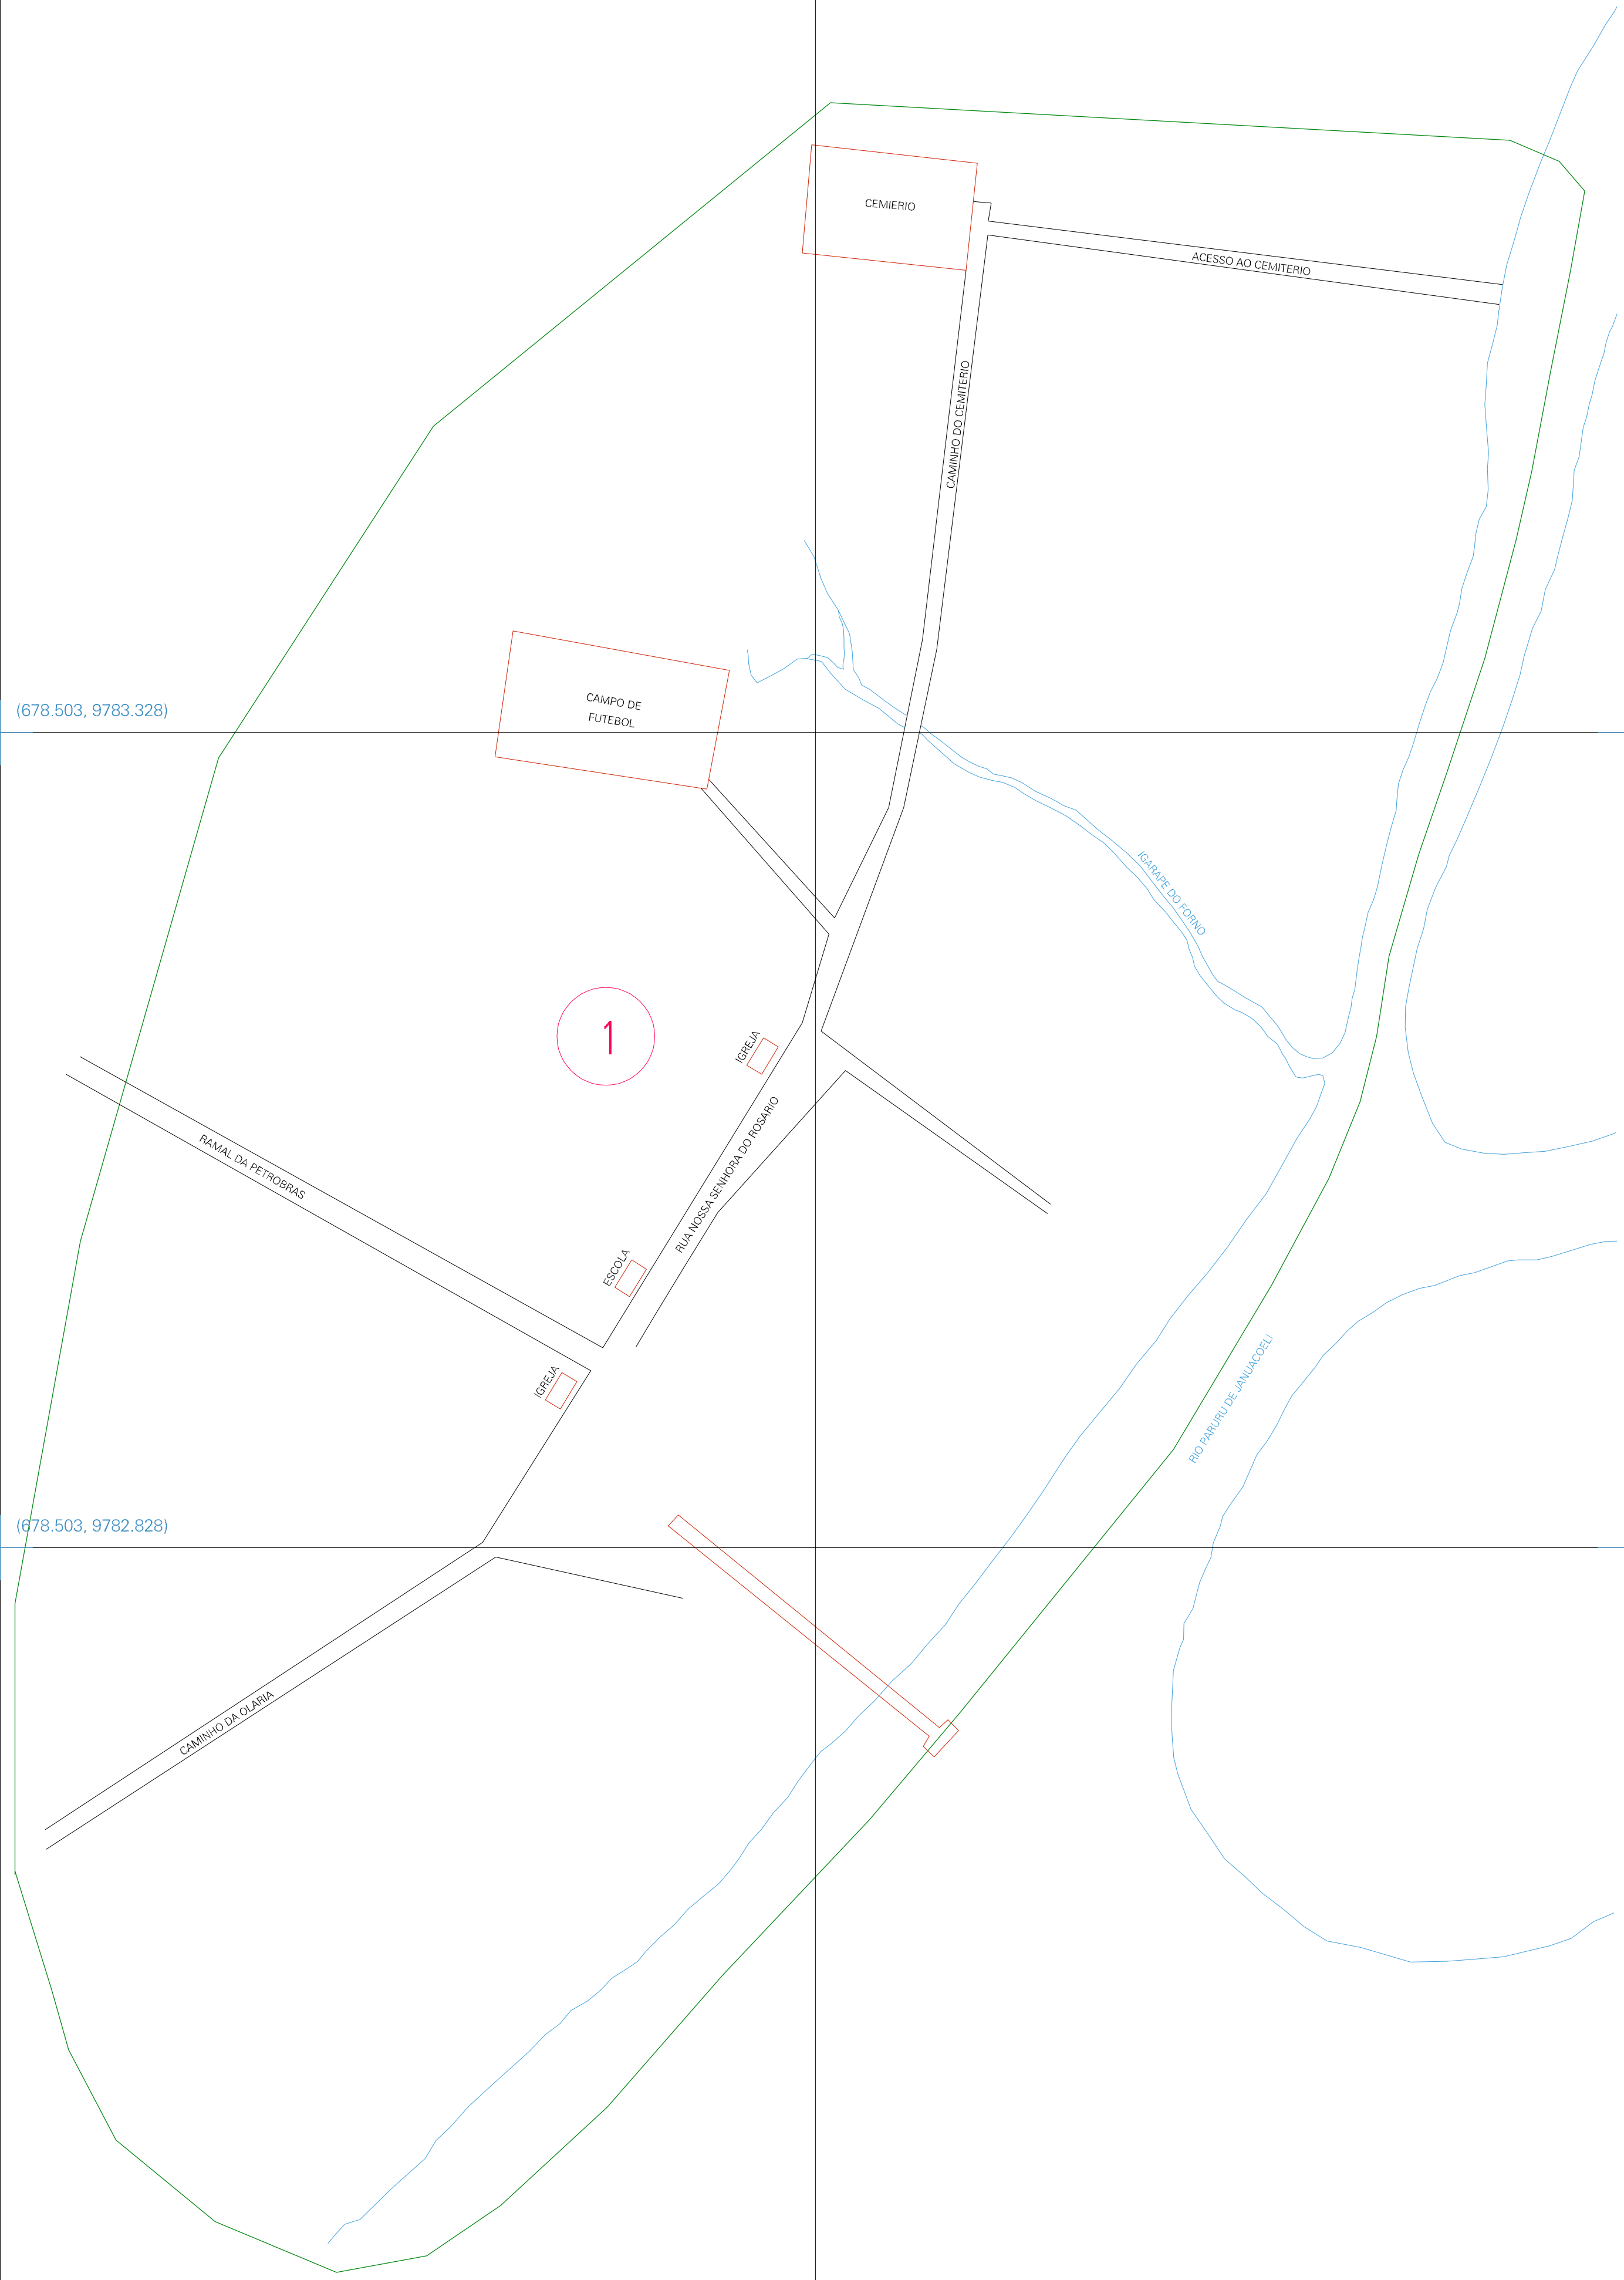 CEMIERIO
ACESSO AO CEMITERIO
CAMINHO DO CEMITERIO
CAMPO DE
FUTEBOL
(678.503, 9783.328)
IGARAPE DO FORNO
1
IGREJA
RUA NOSSA SENHORA DO ROSARIO
RAMAL DA PETROBRAS
ESCOLA
IGREJA
RIO PARURU DE JANUACOELI
(678.503, 9782.828)
CAMINHO DA OLARIA